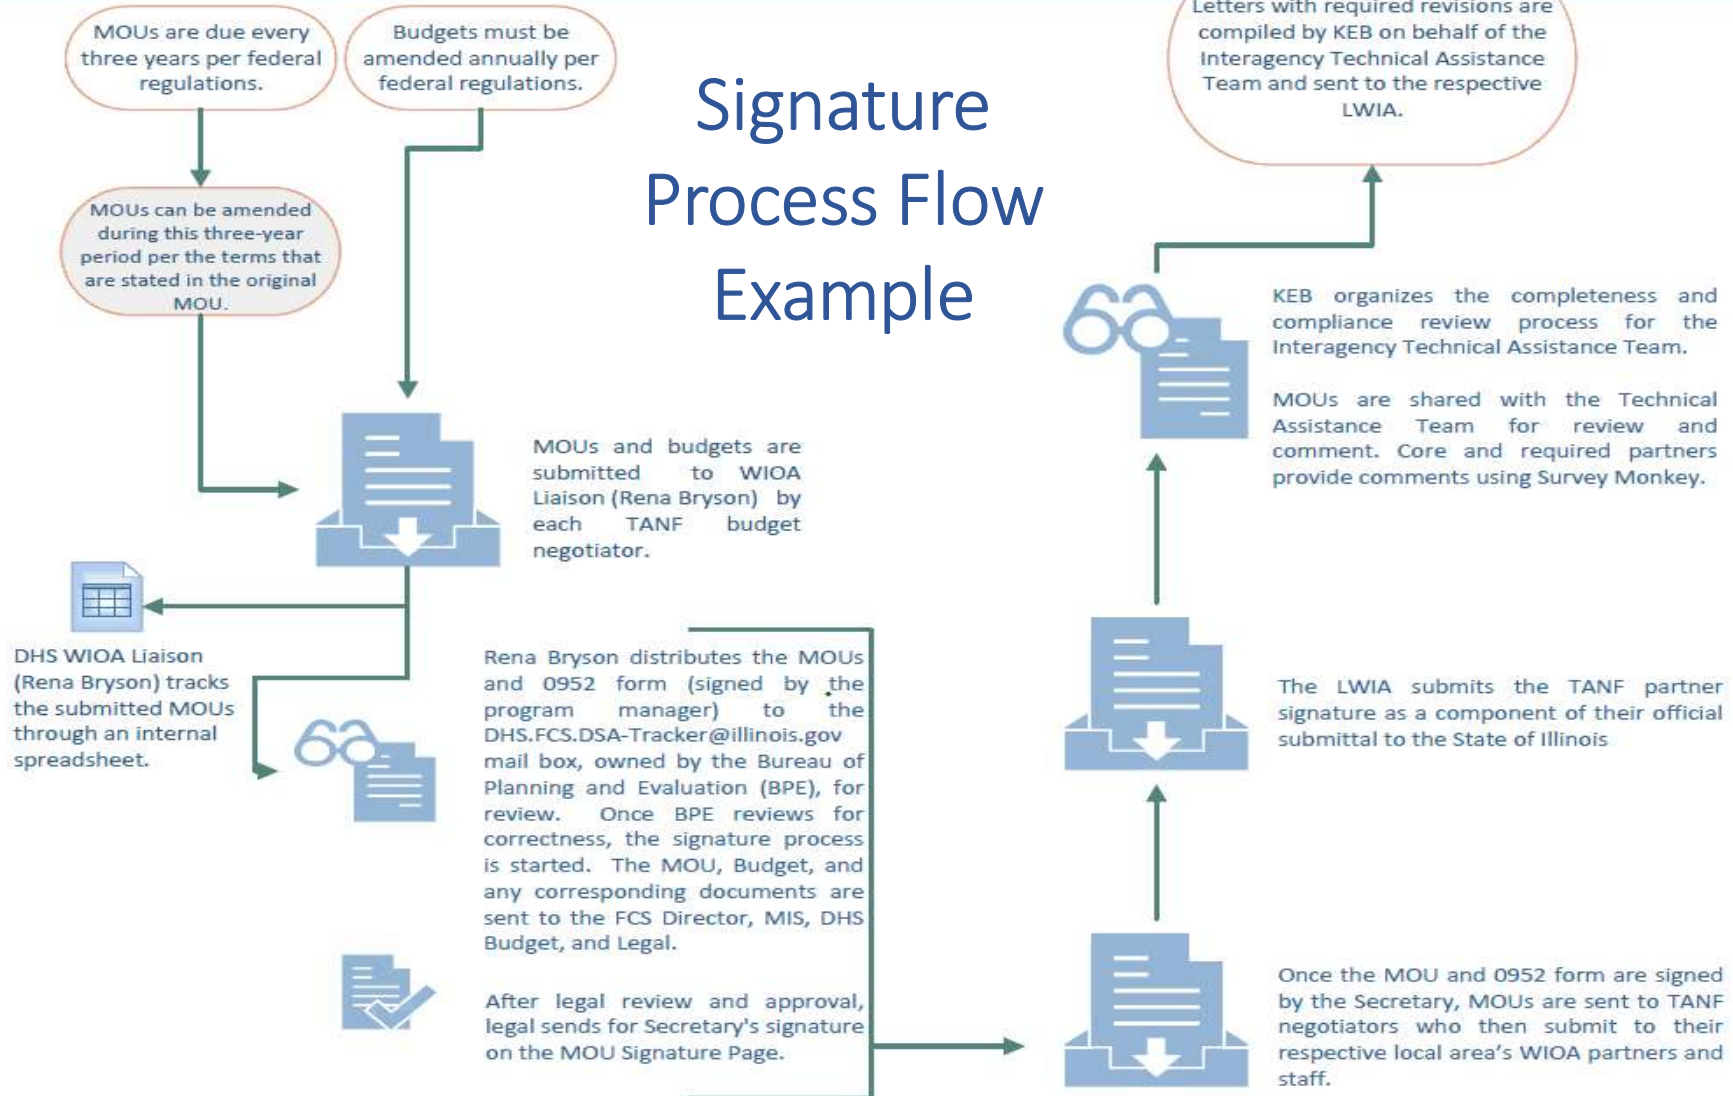 MOUs are due every
three years per federal
regulations.
Budgets must be
amended annually per
federal regulations.
Signature
Process Flow
Example
MOUs can be amended
during this three-year
period per the terms that
are stated in the original
MOU.
MOUs and budgets are
submitted to WIOA
Liaison (Rena Bryson) by
each TANF budget
negotiator.
DHS WIOA Liaison
(Rena Bryson) tracks
the submitted MOUs
through an internal
spreadsheet.
Rena Bryson distributes the MOUs
and 0952 form (signed by the
program manager) to the
DHS.FCS.DSA-Tracker@illinois.gov
mail box, owned by the Bureau of
Planning and Evaluation (BPE), for
review. Once BPE reviews for
correctness, the signature process
is started. The MOU, Budget, and
any corresponding documents are
sent to the FCS Director, MIS, DHS
Budget, and Legal.
After legal review and approval,
legal sends for Secretary's signature
on the MOU Signature Page.
Once the MOU and 0952 form are signed
by the Secretary, MOUs are sent to TANF
negotiators who then submit to their
respective local area's WIOA partners and
staff.
The LWIA submits the TANF partner
signature as a component of their official
submittal to the State of Illinois
KEB organizes the completeness and
compliance review process for the
Interagency Technical Assistance Team.
MOUs are shared with the Technical
Assistance Team for review and
comment. Core and required partners
provide comments using Survey Monkey.
Letters with required revisions are
compiled by KEB on behalf of the
Interagency Technical Assistance
Team and sent to the respective
LWIA.